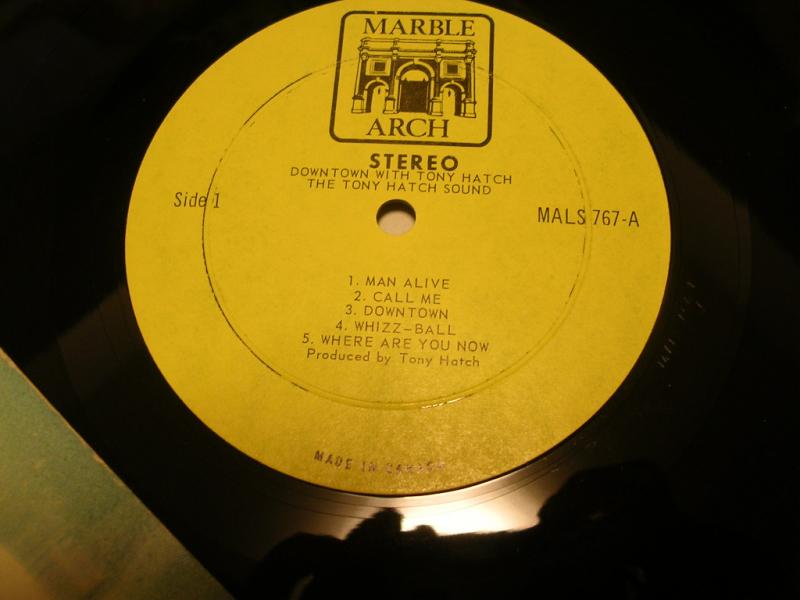 MARBLE
ARCH
STEREO
DOWNTOWN WITH TONY HATCH
THE TONY HATCH SOUND
Side 1
MALS 767-A
1. MAN ALIVE
2. CALL ME
3. DOWNTOWN
4. WHIZZ-BALL
5. WHERE ARE YOU NOW
Produced by Tony Hatch
MADE IN CANADA